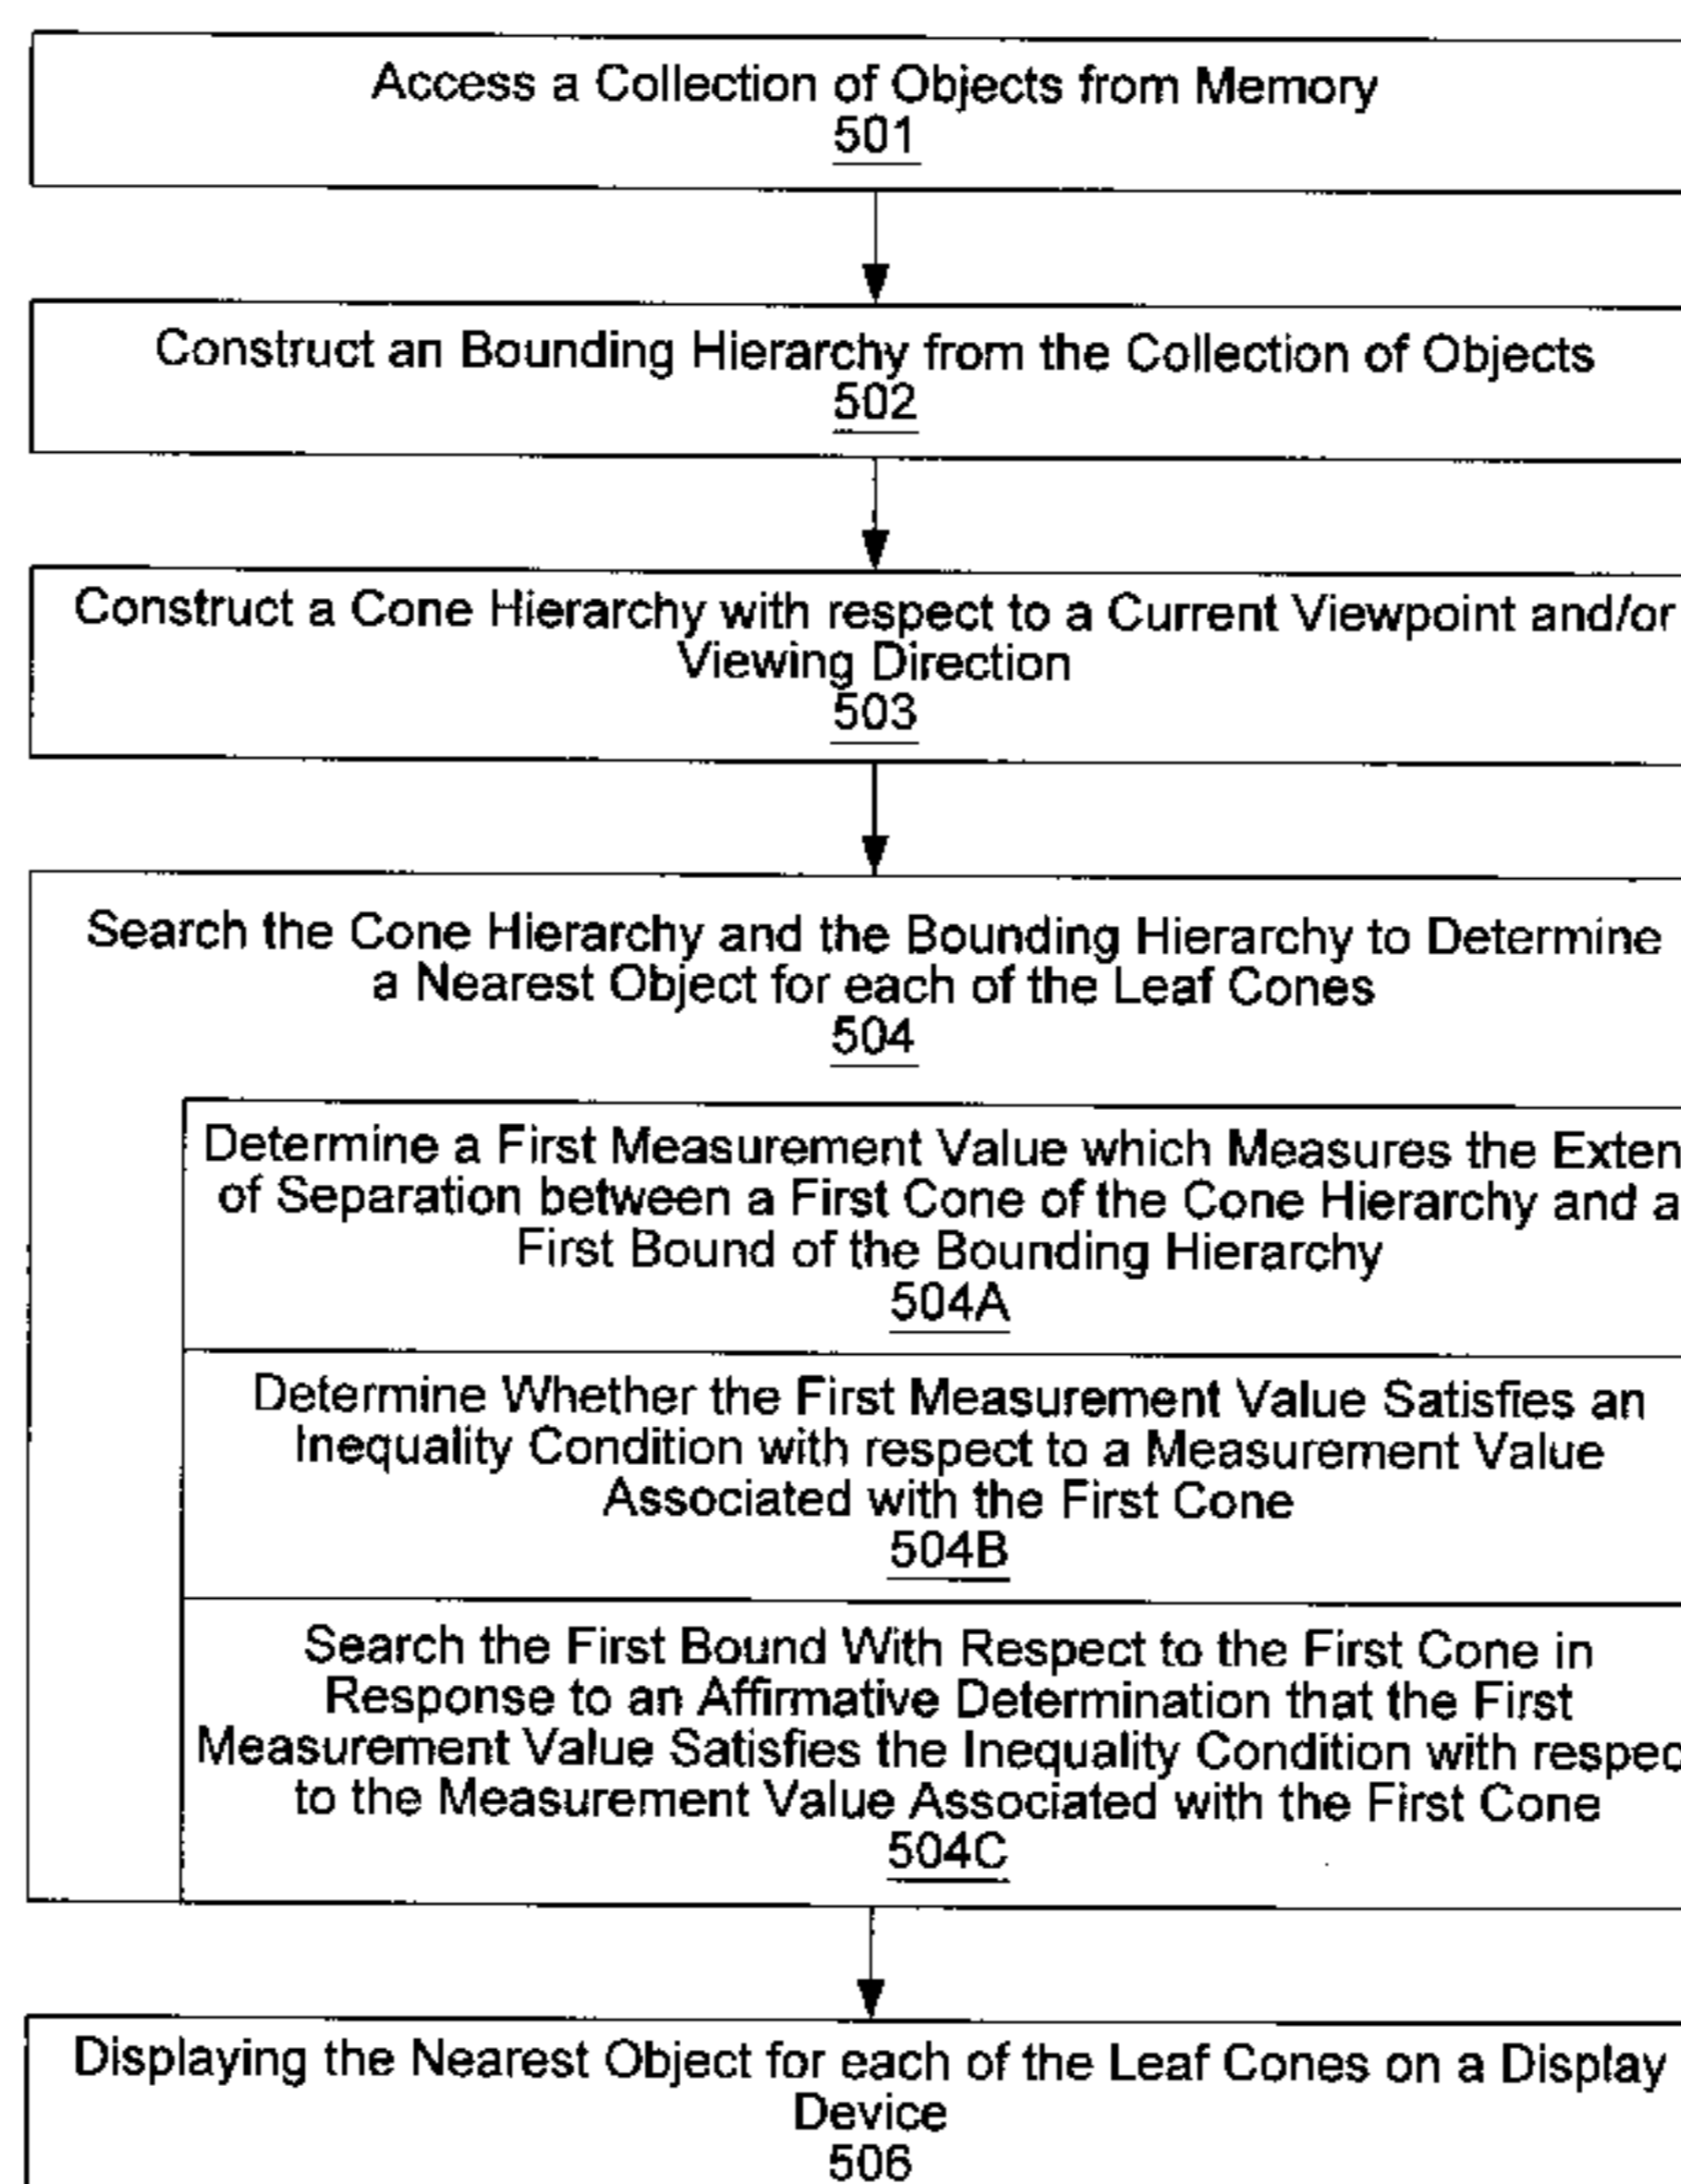 Access a Collection of Objects from Memory
501
Construct an Bounding Hierarchy from the Collection of Objects
502
Construct a Cone Hierarchy with respect to a Current Viewpoint and/or
Viewing Direction
503
Search the Cone Hierarchy and the Bounding Hierarchy to Determine
a Nearest Object for each of the Leaf Cones
504
Determine a First Measurement Value which Measures the Exten
of Separation between a First Cone of the Cone Hierarchy and a
First Bound of the Bounding Hierarchy
504A
Determine Whether the First Measurement Value Satisfies an
Inequality Condition with respect to a Measurement Value
Associated with the First Cone
504B
Search the First Bound With Respect to the First Cone in
Response to an Affirmative Determination that the First
Measurement Value Satisfies the Inequality Condition with respec
to the Measurement Value Associated with the First Cone
504C
Displaying the Nearest Object for each of the Leaf Cones on a Display
Device
506